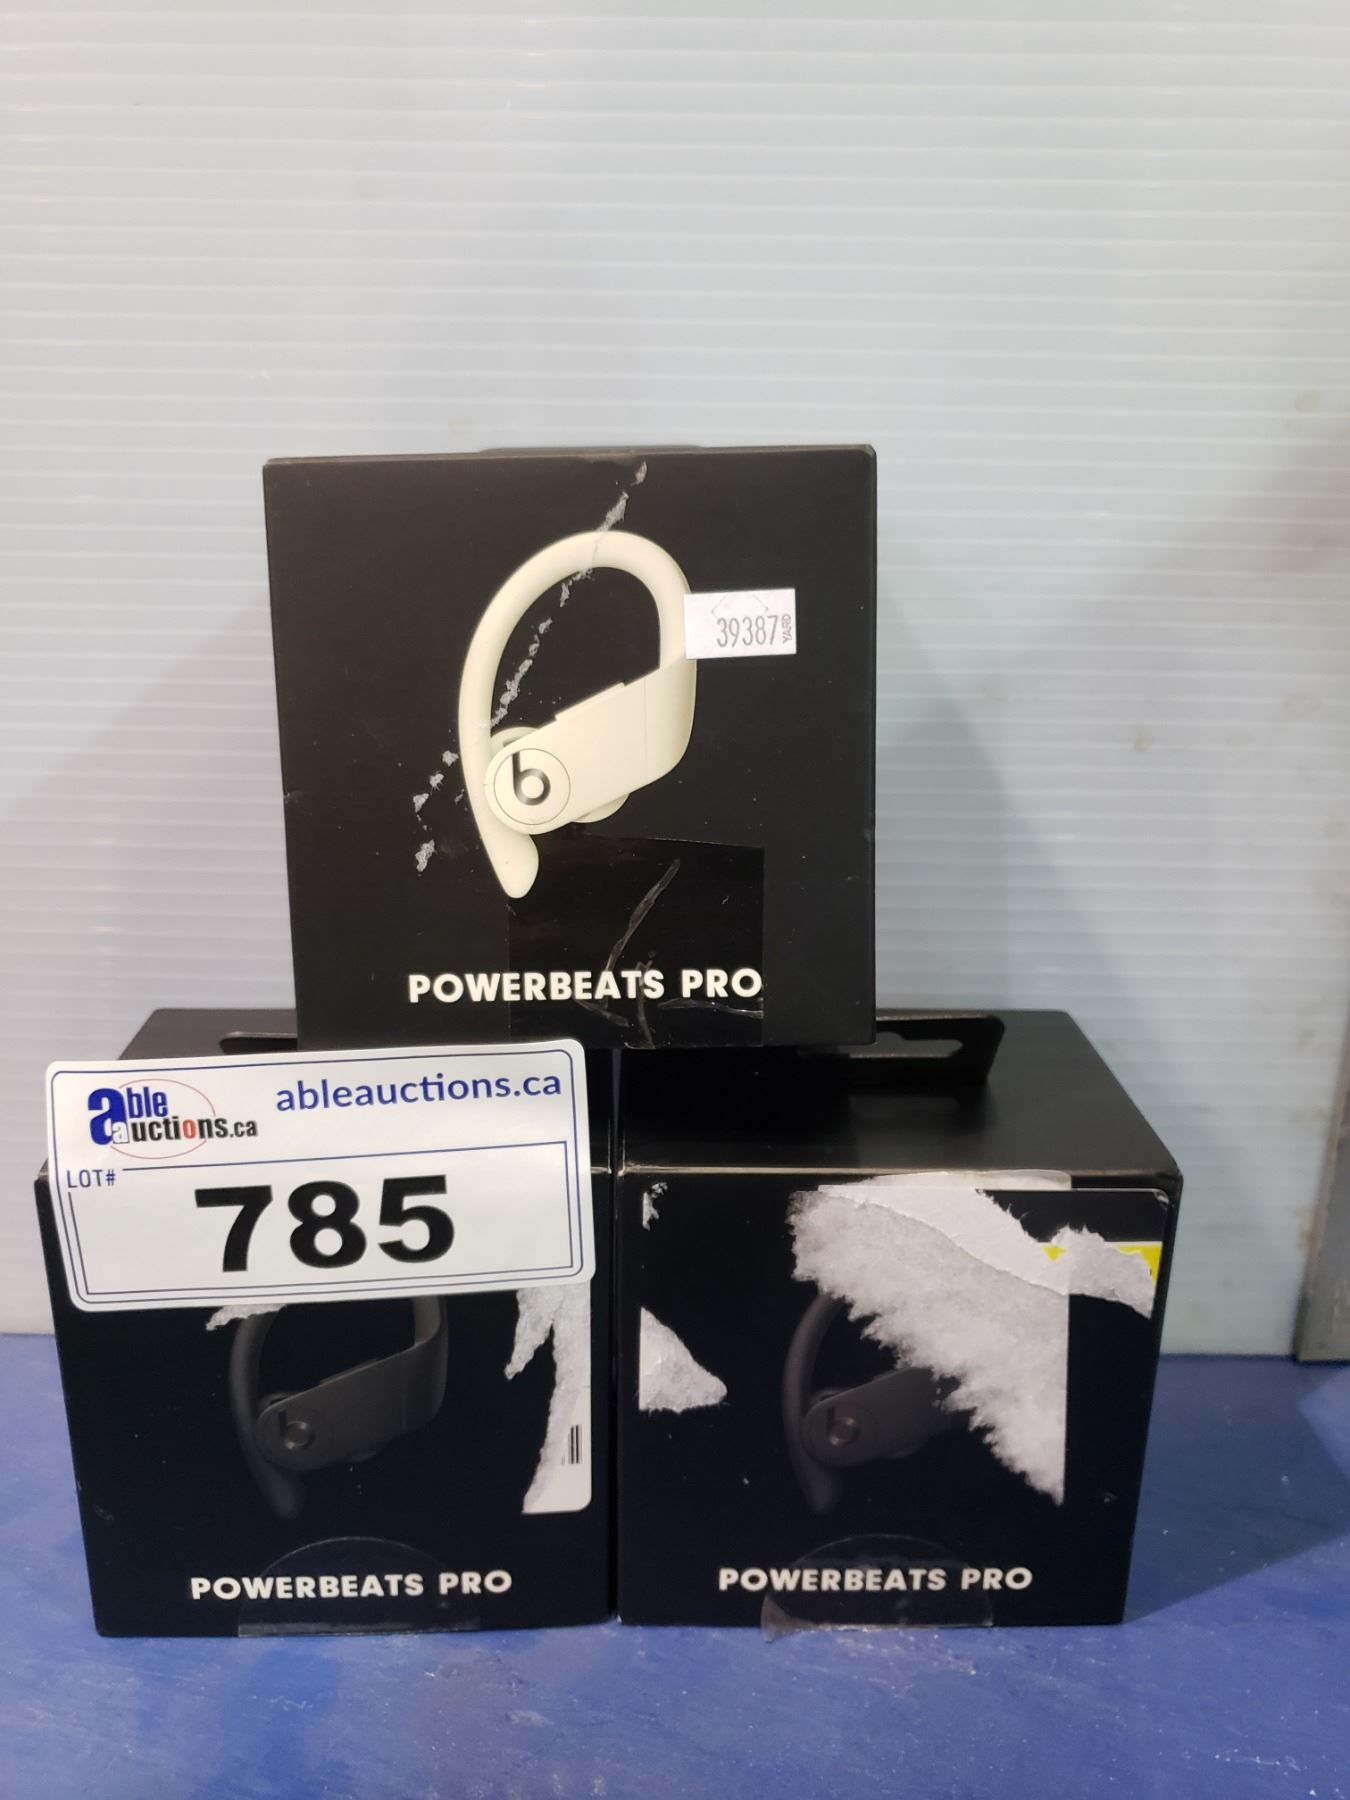 39387
YARD
b
POWERBEATS PRO
able
auctions.ca
ableauctions.ca
LOT#
785
b
POWERBEATS PRO
b
POWERBEATS PRO